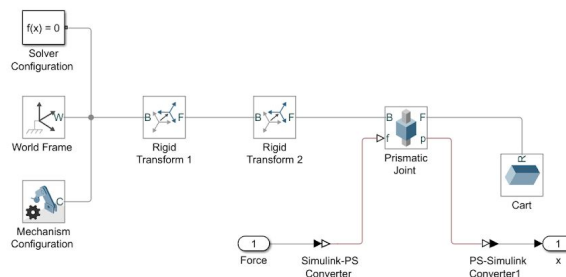 f(x) = 0
Solver
Configuration
W
World Frame
C
Mechanism
Configuration
B F
Rigid
Transform 1
B F
Rigid
Transform 2
B F
f p
Prismatic
Joint
R
Cart
1
Force
Simulink-PS
Converter
PS-Simulink
Converter1
1
x